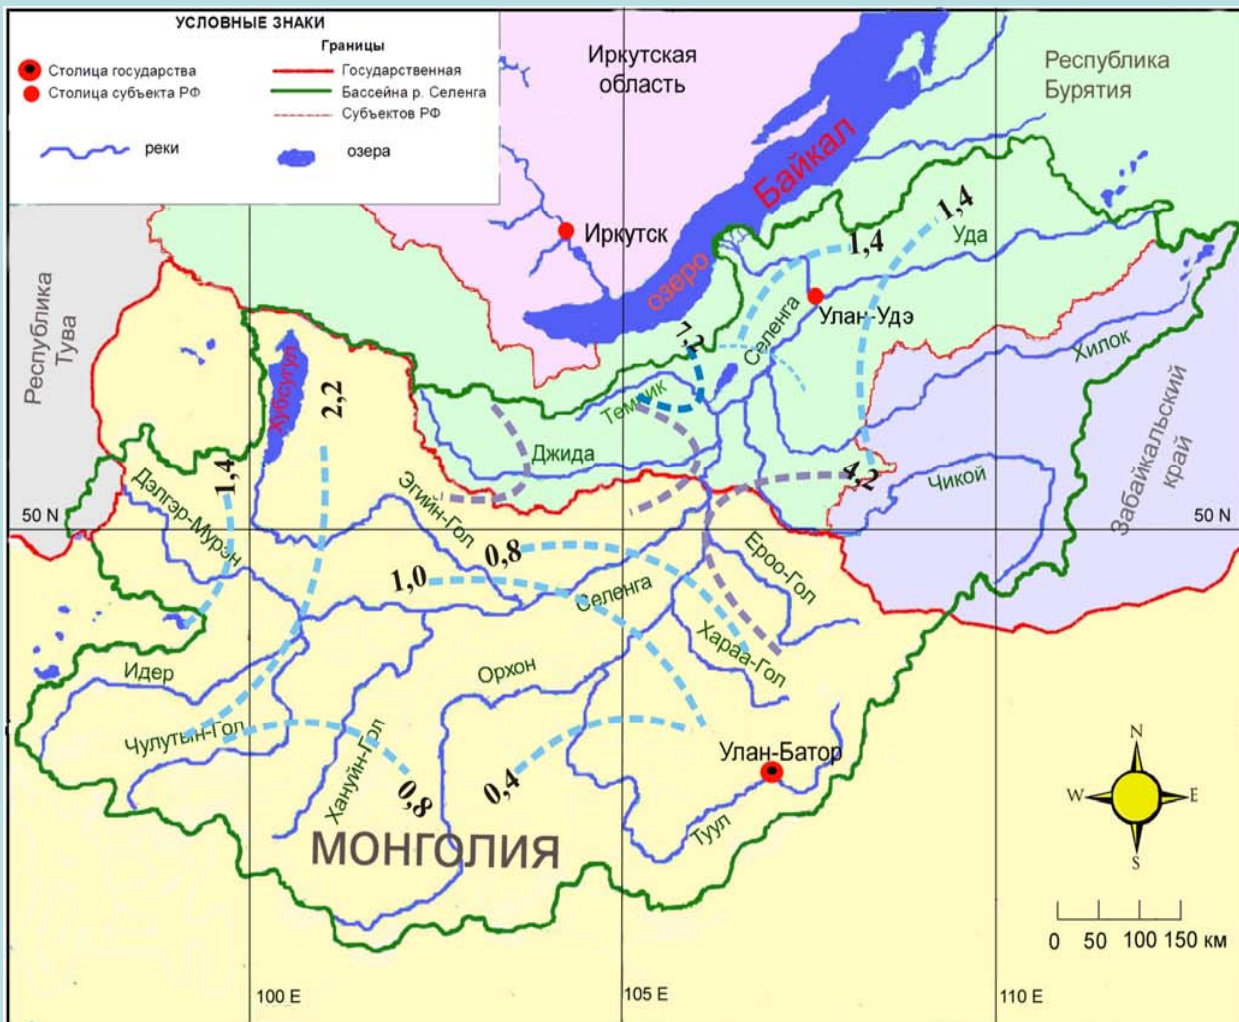 УСЛОВНЫЕ ЗНАКИ
Границы
Столица государства
Столица субъекта РФ
Государственная
Бассейна р. Селенга
Субъектов РФ
реки
озера
Иркутская
область
Республика
Бурятия
озеро Байкал
Иркутск
1,4
1,4
Уда
Республика
Тува
Улан-Удэ
Селенга
7,2
Хилок
Хубсугул
2,2
Темник
Джида
Забайкальский
край
1,4
Дэлгэр-Мурэн
Эгийн-Гол
4,2
Чикой
50 N
50 N
0,8
1,0
Селенга
Ероо-Гол
Хараа-Гол
Идер
Орхон
Чулутын-Гол
Хануйн-Гол
0,8
0,4
Улан-Батор
Туул
МОНГОЛИЯ
N
W
E
S
0 50 100 150 км
100 E
105 E
110 E